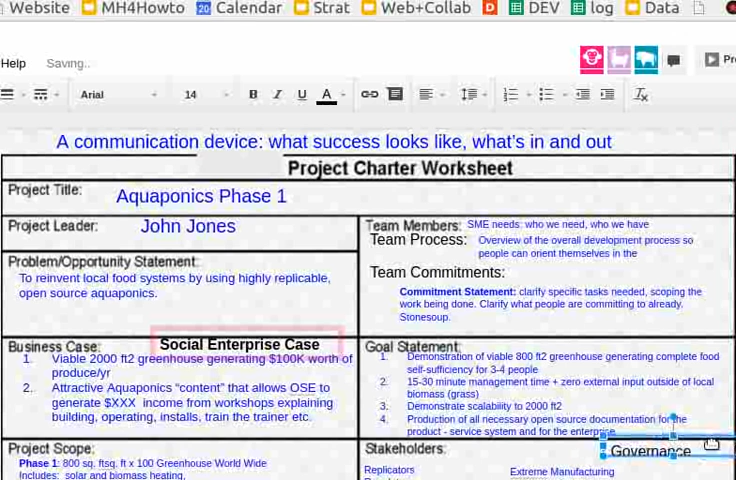 Website MH4Howto 20 Calendar Strat Web+Collab D DEV log Data
Help Saving..
Arial 14 B I U A
A communication device: what success looks like, what's in and out
Project Charter Worksheet
Project Title: Aquaponics Phase 1
Project Leader: John Jones
Problem/Opportunity Statement:
To reinvent local food systems by using highly replicable,
open source aquaponics.
Team Members: SME needs: who we need, who we have
Team Process: Overview of the overall development process so
people can orient themselves in the
Team Commitments:
Commitment Statement: clarify specific tasks needed, scoping the
work being done. Clarify what people are committing to already.
Stonesoup.
Business Case: Social Enterprise Case
1. Viable 2000 ft2 greenhouse generating $100K worth of
produce/yr
2. Attractive Aquaponics “content” that allows OSE to
generate $XXX income from workshops explaining
building, operating, installs, train the trainer etc.
Goal Statement:
1. Demonstration of viable 800 ft2 greenhouse generating complete food
self-sufficiency for 3-4 people
2. 15-30 minute management time + zero external input outside of local
biomass (grass)
3. Demonstrate scalability to 2000 ft2
4. Production of all necessary open source documentation for the
product - service system and for the enterprise
Project Scope:
Phase 1: 800 sq. ftsq. ft x 100 Greenhouse World Wide
Includes: solar and biomass heating,
Stakeholders: Governance
Replicators Extreme Manufacturing